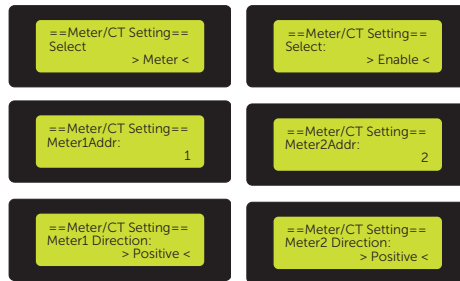 ==Meter/CT Setting==
Select
> Meter <
==Meter/CT Setting==
Select:
> Enable <
==Meter/CT Setting==
Meter1Addr:
1
==Meter/CT Setting==
Meter2Addr:
2
==Meter/CT Setting==
Meter1 Direction:
> Positive <
==Meter/CT Setting==
Meter2 Direction:
> Positive <